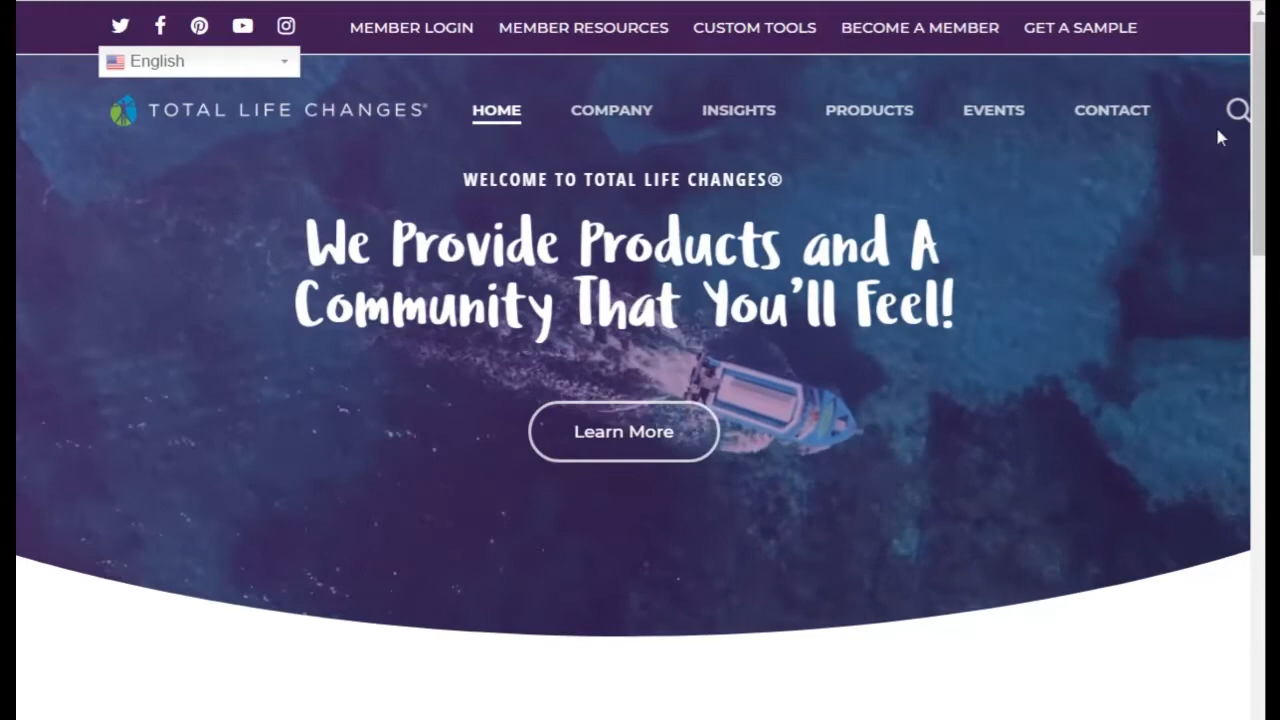 MEMBER LOGIN MEMBER RESOURCES CUSTOM TOOLS BECOME A MEMBER GET A SAMPLE
English
TOTAL LIFE CHANGES® HOME COMPANY INSIGHTS PRODUCTS EVENTS CONTACT
WELCOME TO TOTAL LIFE CHANGES®
We Provide Products and A
Community That You'll Feel!
Learn More